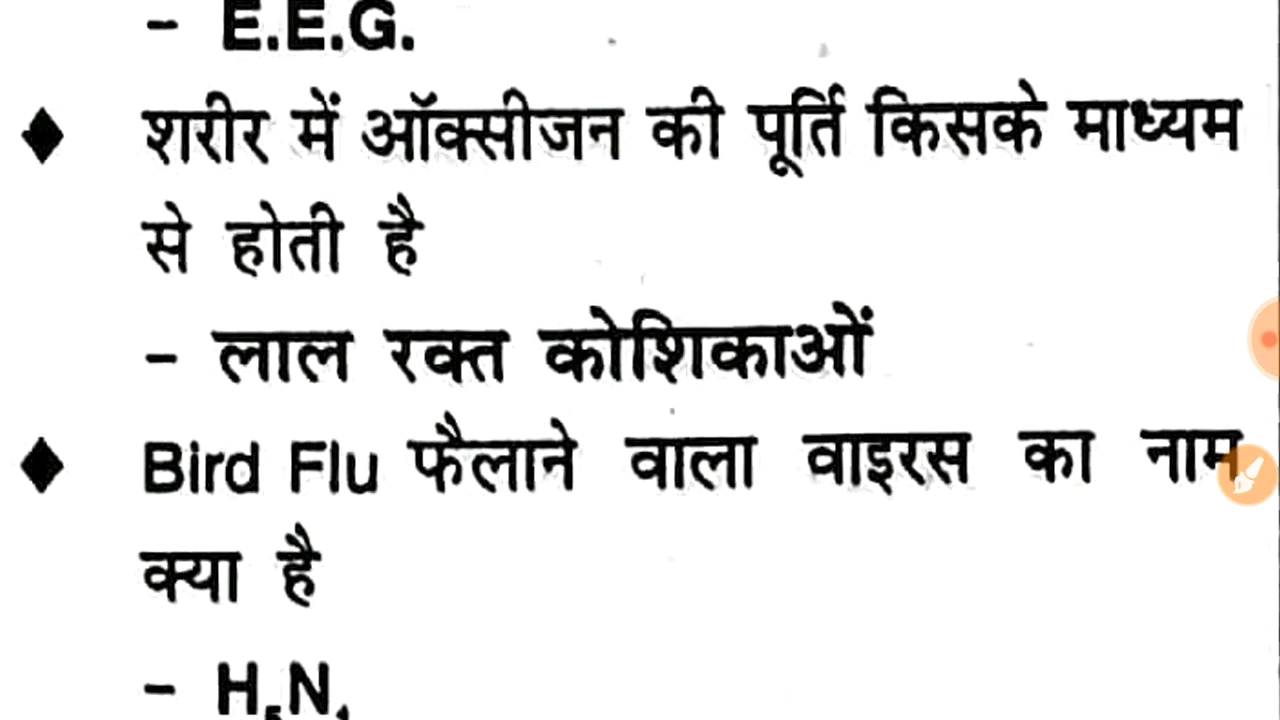 – E.E.G.
♦ शरीर में ऑक्सीजन की पूर्ति किसके माध्यम
से होती है
– लाल रक्त कोशिकाओं
♦ Bird Flu फैलाने वाला वाइरस का नाम
क्या है
– H₅N₁